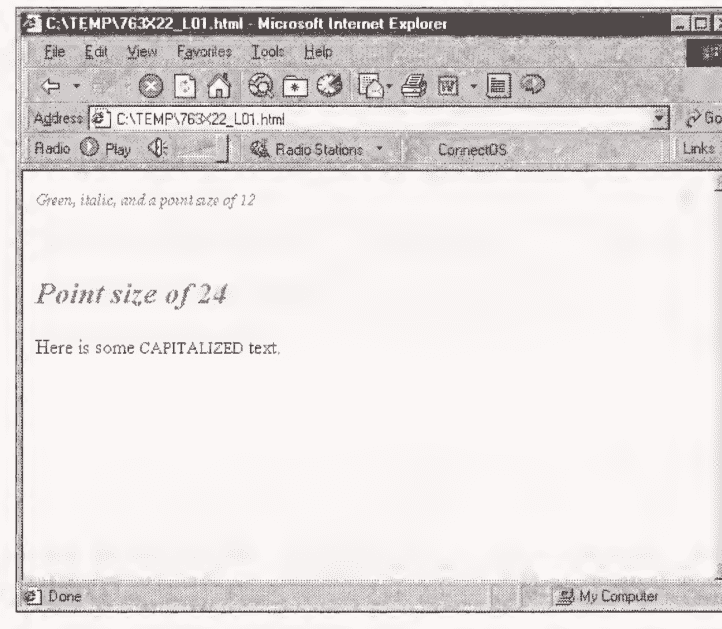 C:\TEMP\763X22_L01.html - Microsoft Internet Explorer
File Edit View Favorites Tools Help
Address C:\TEMP\763X22_L01.html Go
Radio Play Radio Stations ConnectOS Links
Green, italic, and a point size of 12
Point size of 24
Here is some CAPITALIZED text.
Done My Computer